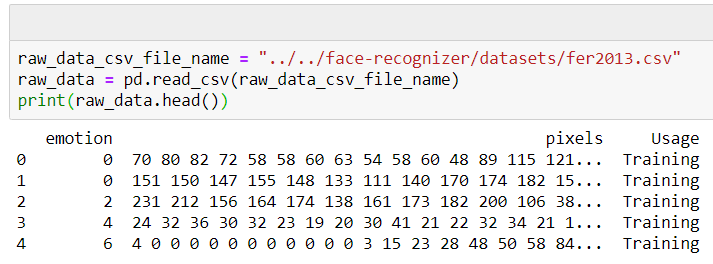 raw_data_csv_file_name = "../../face-recognizer/datasets/fer2013.csv"
raw_data = pd.read_csv(raw_data_csv_file_name)
print(raw_data.head())
emotion pixels Usage
0 0 70 80 82 72 58 58 60 63 54 58 60 48 89 115 121... Training
1 0 151 150 147 155 148 133 111 140 170 174 182 15... Training
2 2 231 212 156 164 174 138 161 173 182 200 106 38... Training
3 4 24 32 36 30 32 23 19 20 30 41 21 22 32 34 21 1... Training
4 6 4 0 0 0 0 0 0 0 0 0 0 0 3 15 23 28 48 50 58 84... Training